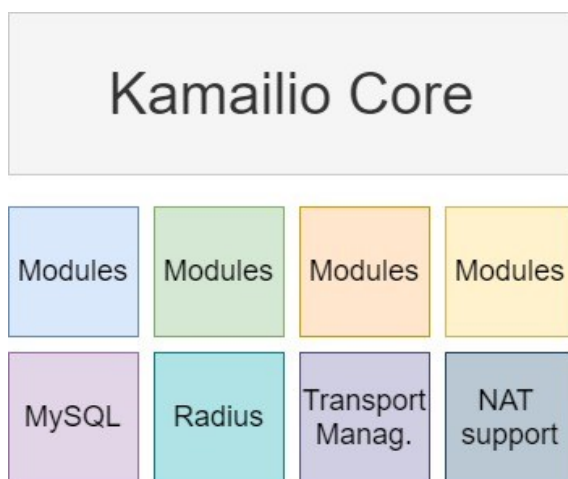 Kamailio Core
Modules
Modules
Modules
Modules
MySQL
Radius
Transport
Manag.
NAT
support